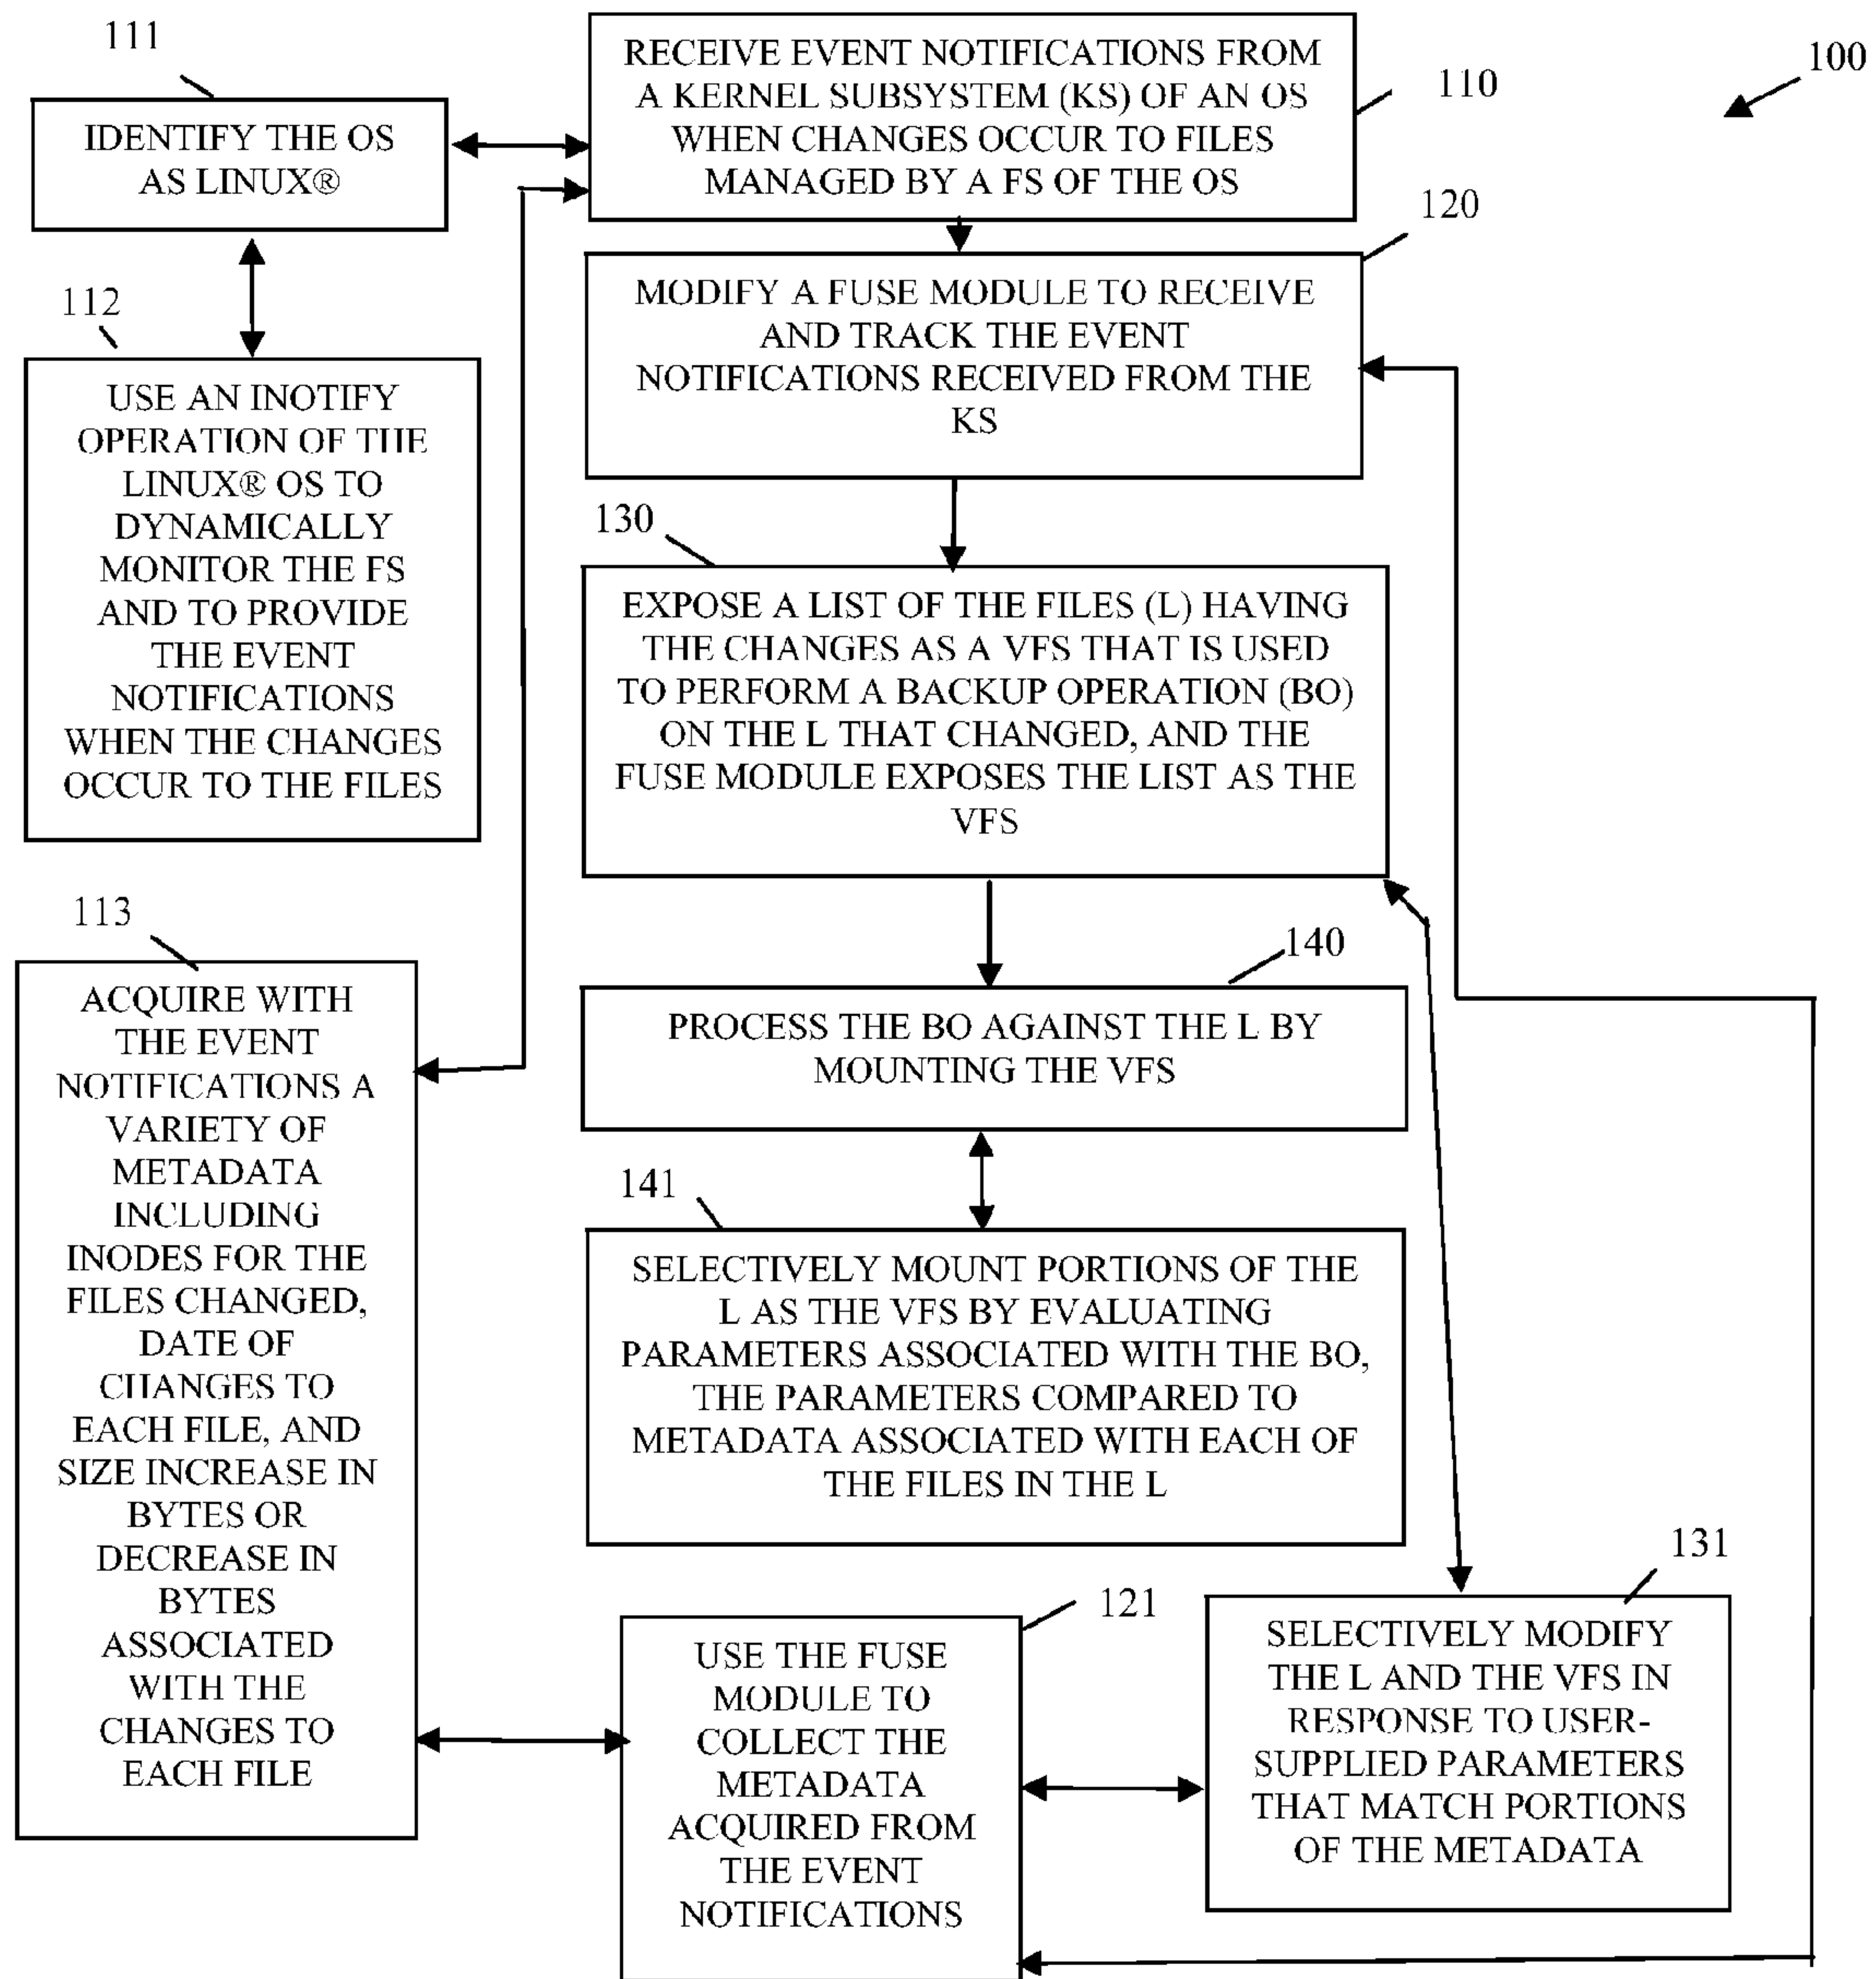 111
IDENTIFY THE OS
AS LINUX®
RECEIVE EVENT NOTIFICATIONS FROM
A KERNEL SUBSYSTEM (KS) OF AN OS
WHEN CHANGES OCCUR TO FILES
MANAGED BY A FS OF THE OS
110
100
120
MODIFY A FUSE MODULE TO RECEIVE
AND TRACK THE EVENT
NOTIFICATIONS RECEIVED FROM THE
KS
112
USE AN INOTIFY
OPERATION OF THE
LINUX® OS TO
DYNAMICALLY
MONITOR THE FS
AND TO PROVIDE
THE EVENT
NOTIFICATIONS
WHEN THE CHANGES
OCCUR TO THE FILES
130
EXPOSE A LIST OF THE FILES (L) HAVING
THE CHANGES AS A VFS THAT IS USED
TO PERFORM A BACKUP OPERATION (BO)
ON THE L THAT CHANGED, AND THE
FUSE MODULE EXPOSES THE LIST AS THE
VFS
113
ACQUIRE WITH
THE EVENT
NOTIFICATIONS A
VARIETY OF
METADATA
INCLUDING
INODES FOR THE
FILES CHANGED,
DATE OF
CHANGES TO
EACH FILE, AND
SIZE INCREASE IN
BYTES OR
DECREASE IN
BYTES
ASSOCIATED
WITH THE
CHANGES TO
EACH FILE
140
PROCESS THE BO AGAINST THE L BY
MOUNTING THE VFS
141
SELECTIVELY MOUNT PORTIONS OF THE
L AS THE VFS BY EVALUATING
PARAMETERS ASSOCIATED WITH THE BO,
THE PARAMETERS COMPARED TO
METADATA ASSOCIATED WITH EACH OF
THE FILES IN THE L
121
USE THE FUSE
MODULE TO
COLLECT THE
METADATA
ACQUIRED FROM
THE EVENT
NOTIFICATIONS
131
SELECTIVELY MODIFY
THE L AND THE VFS IN
RESPONSE TO USER-
SUPPLIED PARAMETERS
THAT MATCH PORTIONS
OF THE METADATA